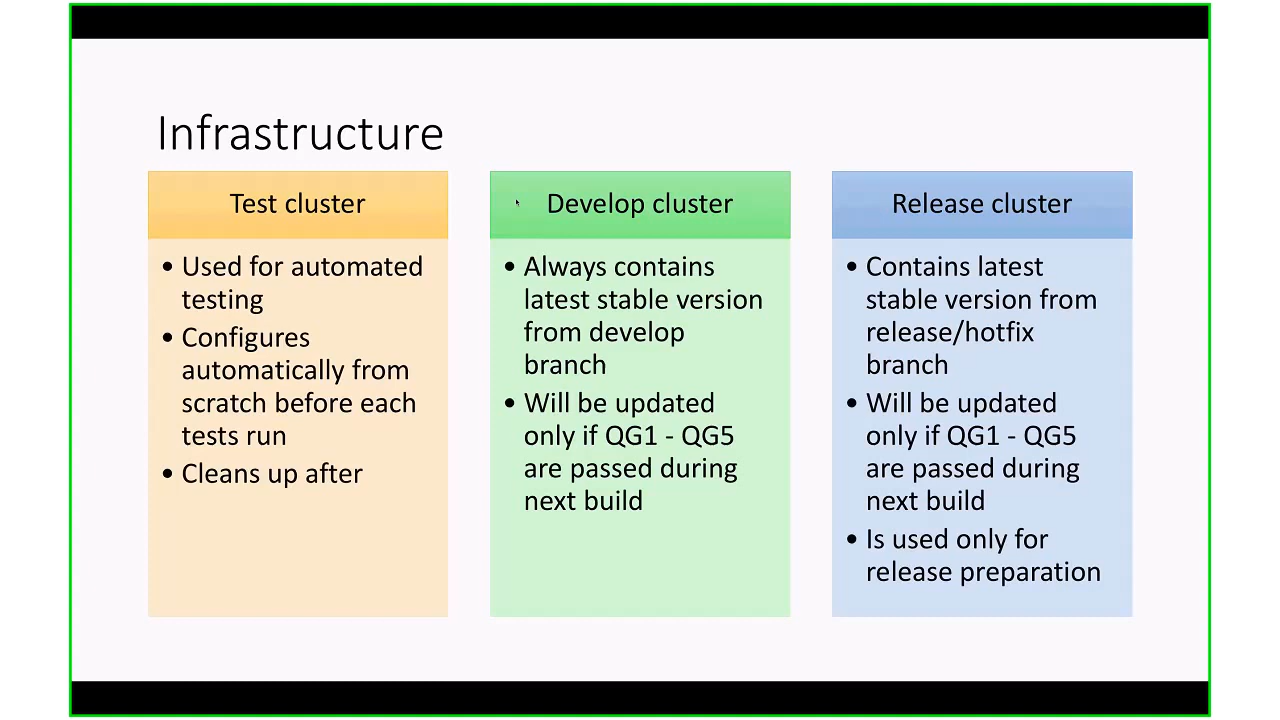 Infrastructure
Test cluster
• Used for automated
testing
• Configures
automatically from
scratch before each
tests run
• Cleans up after
Develop cluster
• Always contains
latest stable version
from develop
branch
• Will be updated
only if QG1 - QG5
are passed during
next build
Release cluster
• Contains latest
stable version from
release/hotfix
branch
• Will be updated
only if QG1 - QG5
are passed during
next build
• Is used only for
release preparation